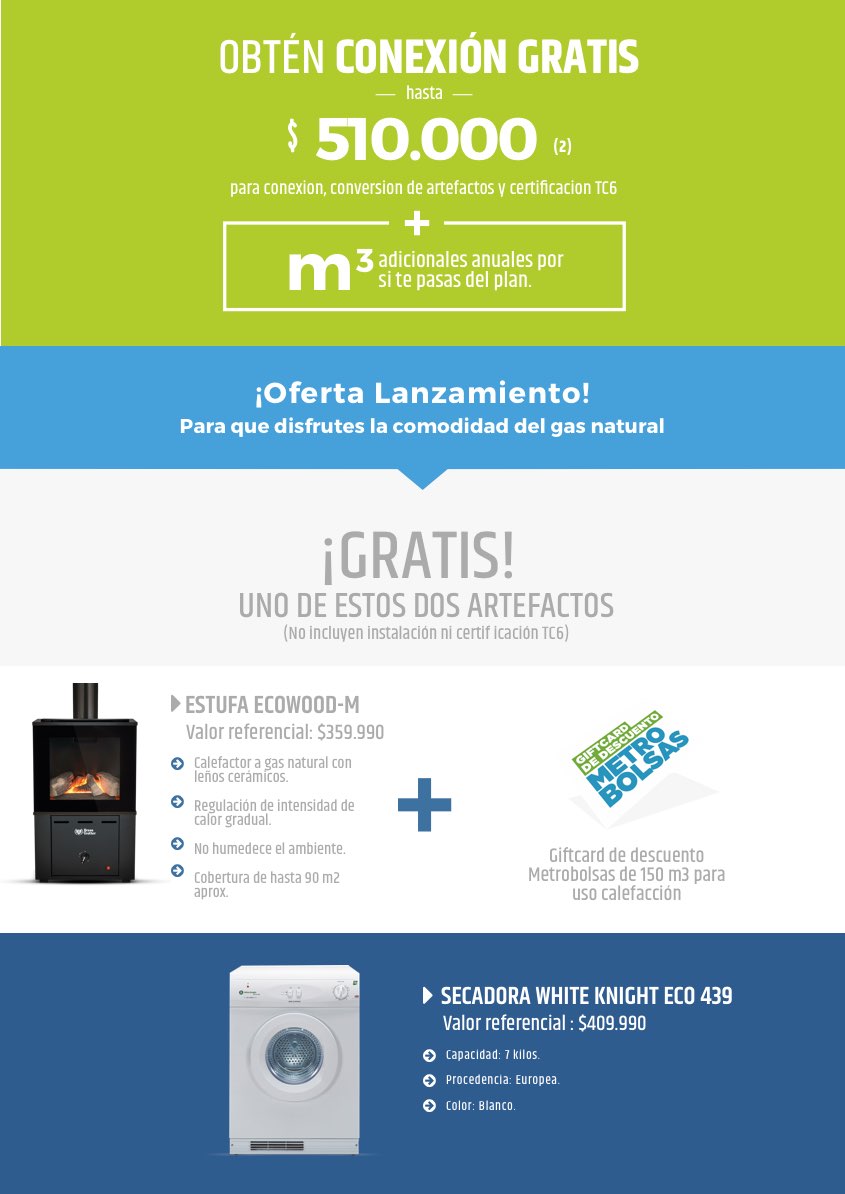 OBTÉN CONEXIÓN GRATIS
hasta
$ 510.000 (2)
para conexion, conversion de artefactos y certificacion TC6
+
m³ adicionales anuales por
si te pasas del plan.
¡Oferta Lanzamiento!
Para que disfrutes la comodidad del gas natural
¡GRATIS!
UNO DE ESTOS DOS ARTEFACTOS
(No incluyen instalación ni certif icación TC6)
ESTUFA ECOWOOD-M
Valor referencial: $359.990
Calefactor a gas natural con
leños cerámicos.
Regulación de intensidad de
calor gradual.
No humedece el ambiente.
Cobertura de hasta 90 m2
aprox.
+
GIFTCARD
DE DESCUENTO
METRO
BOLSAS
Giftcard de descuento
Metrobolsas de 150 m3 para
uso calefacción
SECADORA WHITE KNIGHT ECO 439
Valor referencial : $409.990
Capacidad: 7 kilos.
Procedencia: Europea.
Color: Blanco.